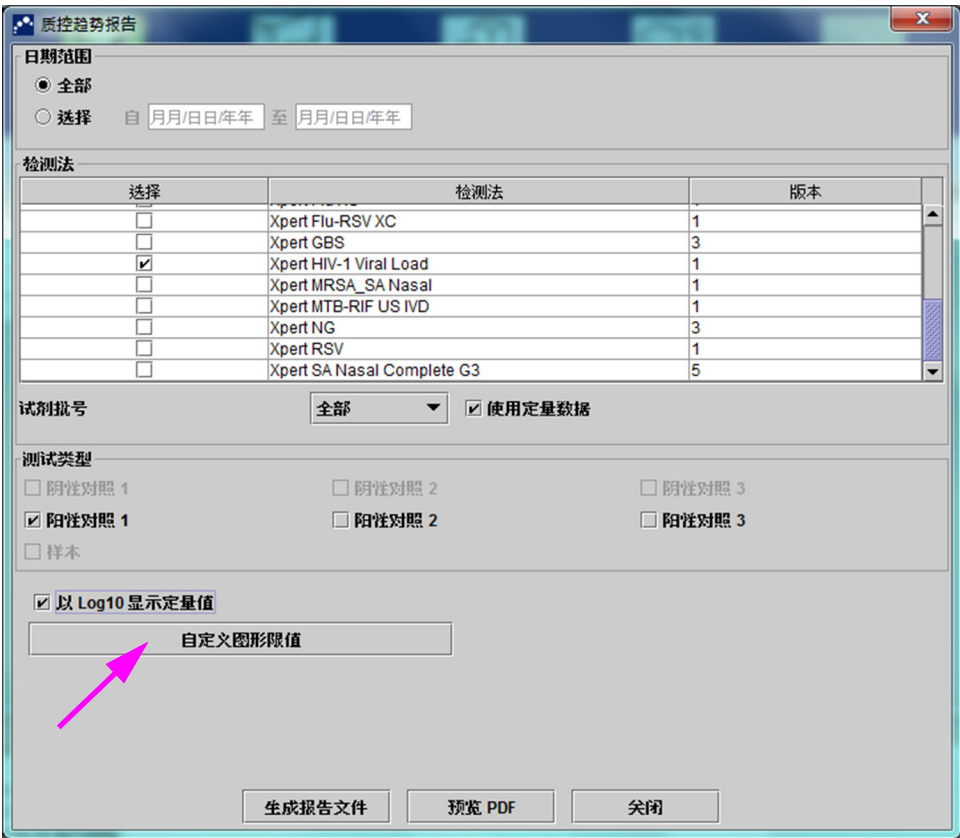 质控趋势报告
日期范围
全部
选择 自 月月/日日/年年 至 月月/日日/年年
检测法
选择 检测法 版本
Xpert Flu-RSV XC 1
Xpert GBS 3
Xpert HIV-1 Viral Load 1
Xpert MRSA_SA Nasal 1
Xpert MTB-RIF US IVD 1
Xpert NG 3
Xpert RSV 1
Xpert SA Nasal Complete G3 5
试剂批号 全部 使用定量数据
测试类型
阴性对照 1 阴性对照 2 阴性对照 3
阳性对照 1 阳性对照 2 阳性对照 3
样本
以 Log10 显示定量值
自定义图形限值
生成报告文件 预览 PDF 关闭